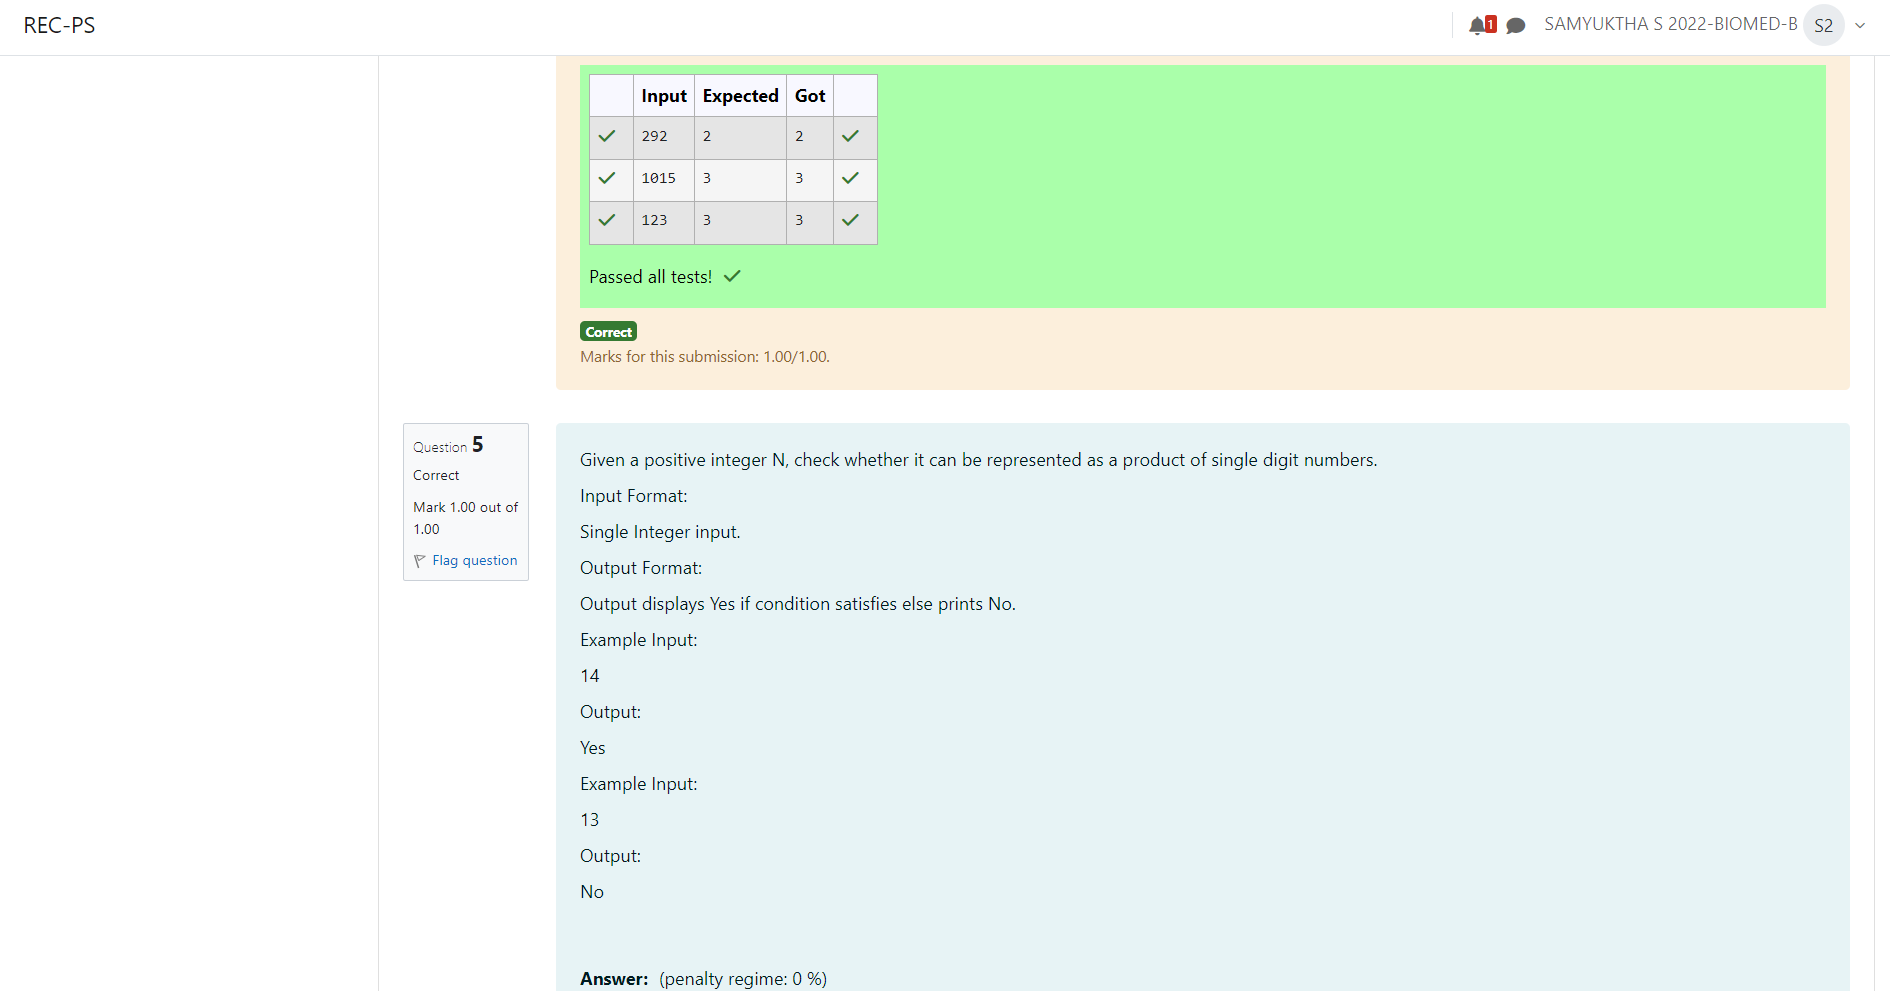 REC-PS
1
SAMYUKTHA S 2022-BIOMED-B
S2
Input Expected Got
292 2 2
1015 3 3
123 3 3
Passed all tests!
Correct
Marks for this submission: 1.00/1.00.
Question 5
Correct
Mark 1.00 out of
1.00
Flag question
Given a positive integer N, check whether it can be represented as a product of single digit numbers.
Input Format:
Single Integer input.
Output Format:
Output displays Yes if condition satisfies else prints No.
Example Input:
14
Output:
Yes
Example Input:
13
Output:
No
Answer: (penalty regime: 0 %)